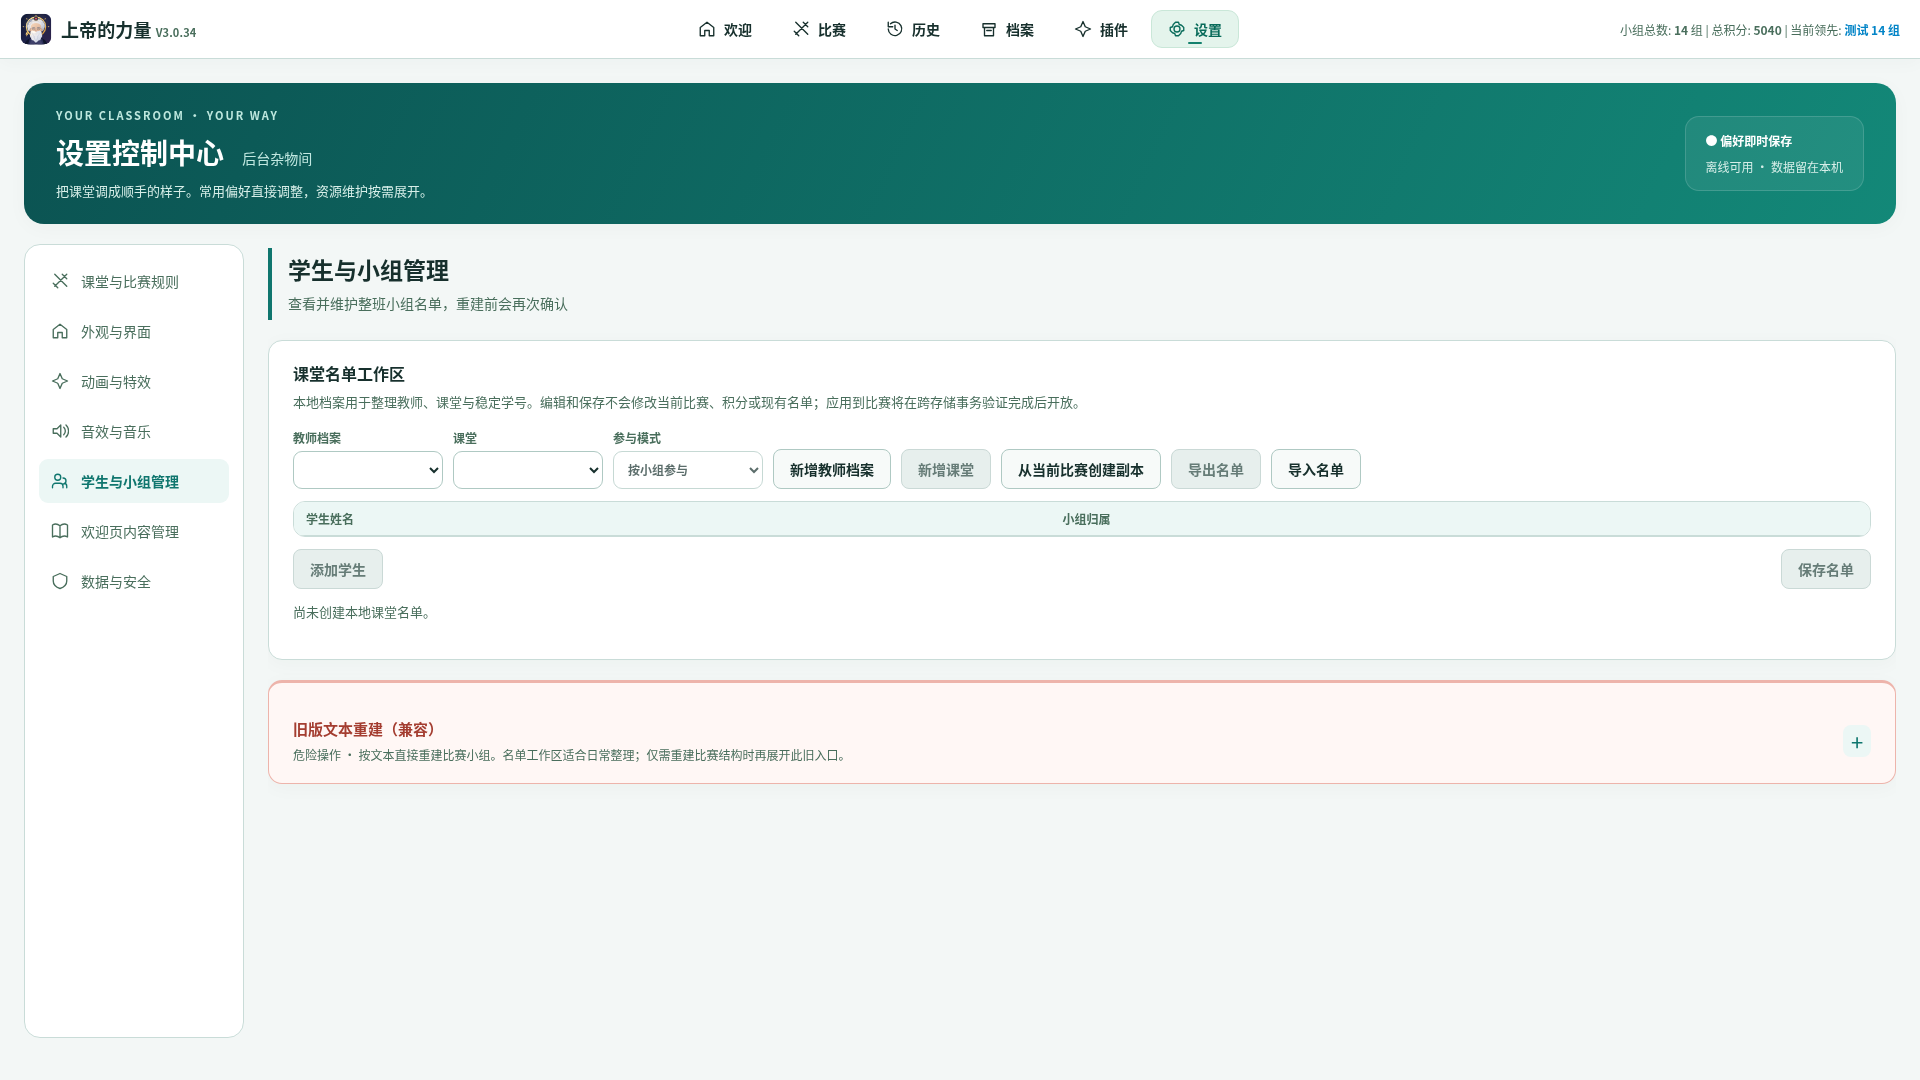 上帝的力量 V3.0.34
欢迎
比赛
历史
档案
插件
设置
小组总数: 14 组 | 总积分: 5040 | 当前领先: 测试 14 组
YOUR CLASSROOM · YOUR WAY
设置控制中心 后台杂物间
把课堂调成顺手的样子。常用偏好直接调整，资源维护按需展开。
偏好即时保存
离线可用 · 数据留在本机
课堂与比赛规则
外观与界面
动画与特效
音效与音乐
学生与小组管理
欢迎页内容管理
数据与安全
学生与小组管理
查看并维护整班小组名单，重建前会再次确认
课堂名单工作区
本地档案用于整理教师、课堂与稳定学号。编辑和保存不会修改当前比赛、积分或现有名单；应用到比赛将在跨存储事务验证完成后开放。
教师档案 课堂 参与模式
按小组参与 新增教师档案 新增课堂 从当前比赛创建副本 导出名单 导入名单
学生姓名 小组归属
添加学生 保存名单
尚未创建本地课堂名单。
旧版文本重建（兼容）
危险操作 · 按文本直接重建比赛小组。名单工作区适合日常整理；仅需重建比赛结构时再展开此旧入口。
+